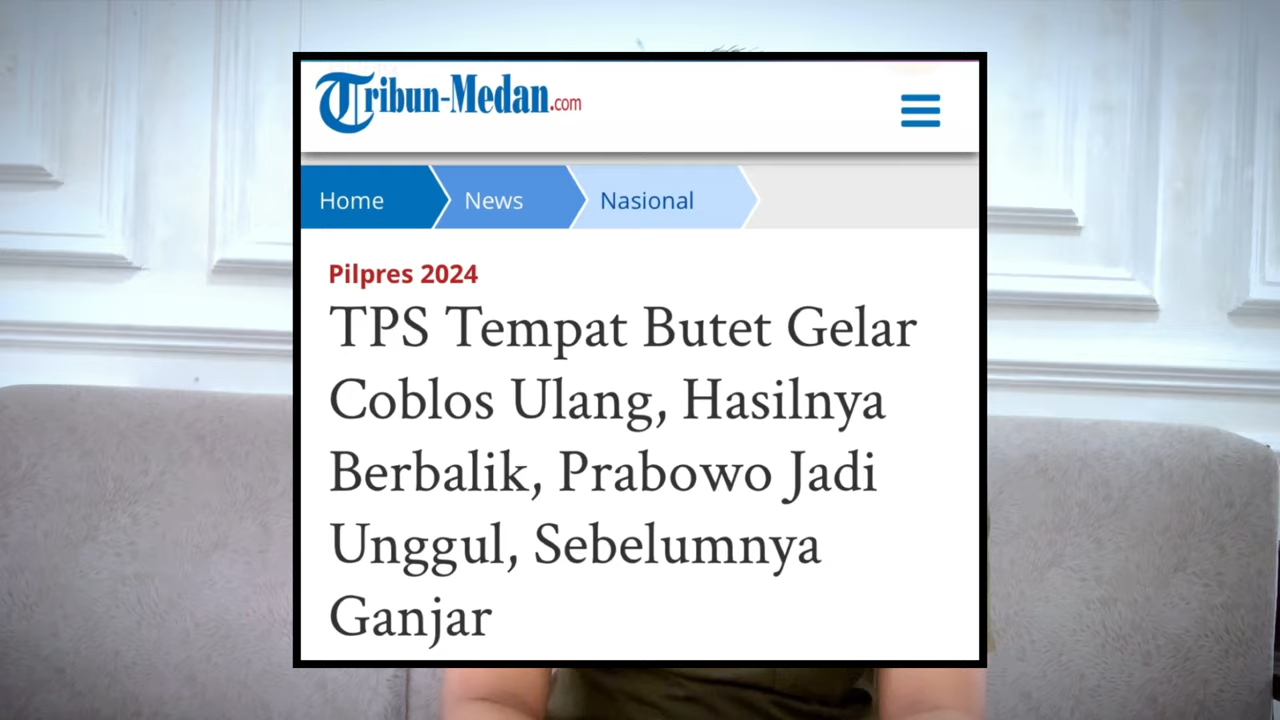 Tribun-Medan.com
Home News Nasional
Pilpres 2024
TPS Tempat Butet Gelar
Coblos Ulang, Hasilnya
Berbalik, Prabowo Jadi
Unggul, Sebelumnya
Ganjar